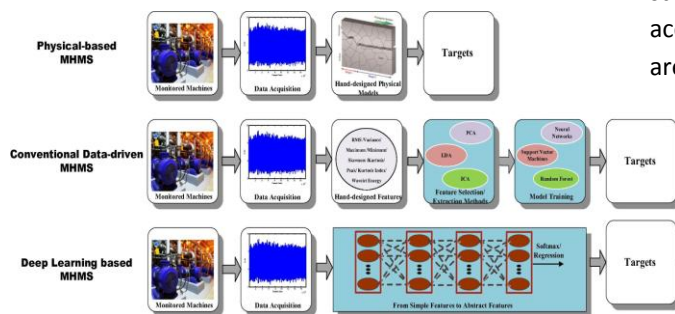 acc
are
Physical-based
MHMS
Monitored Machines
Data Acquisition
Hand-designed Physical
Models
Targets
Conventional Data-driven
MHMS
Monitored Machines
Data Acquisition
RMS/Variance/
Maximum/Minimum/
Skewness/Kurtosis/
Peak/ Kurtosis Index/
Wavelet Energy
Hand-designed Features
PCA
LDA
ICA
Feature Selection/
Extraction Methods
Neural
Networks
Support Vector
Machines
Random Forest
Model Training
Targets
Deep Learning based
MHMS
Monitored Machines
Data Acquisition
Softmax/
Regression
From Simple Features to Abstract Features
Targets